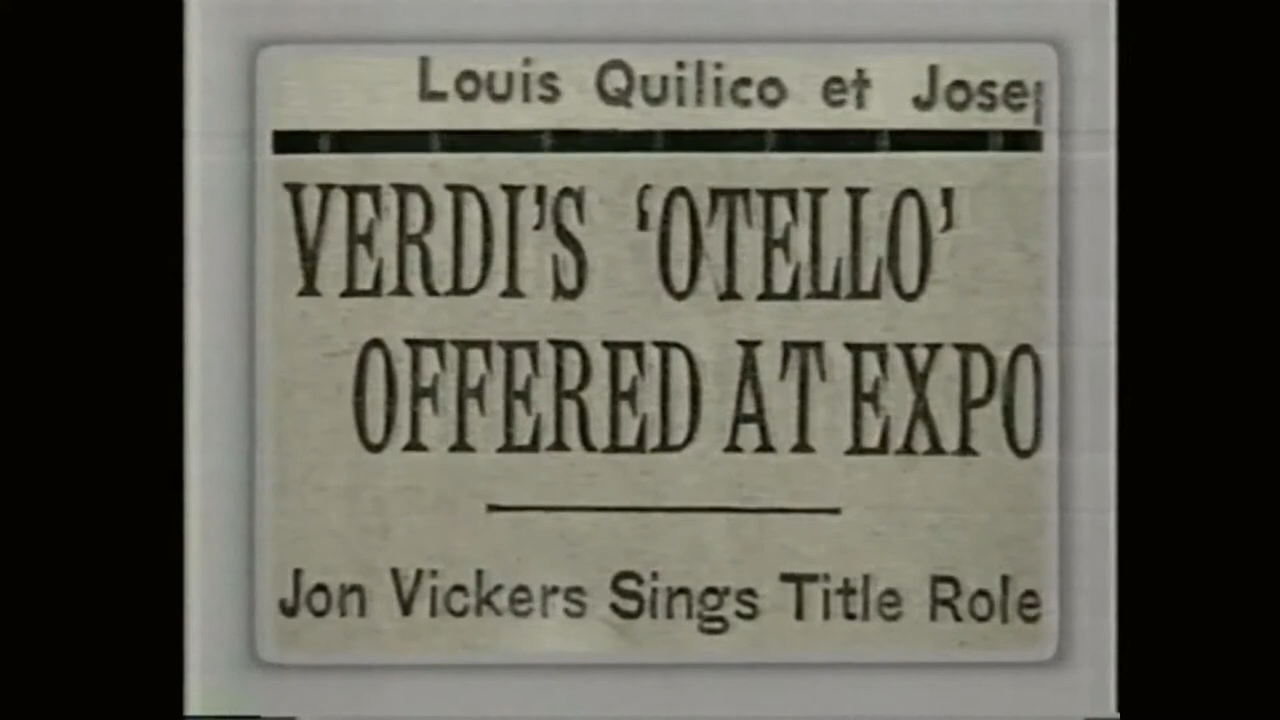 Louis Quilico et
VERDI'S 'OTELLO'
OFFERED AT EXPO
Jon Vickers Sings Title Role